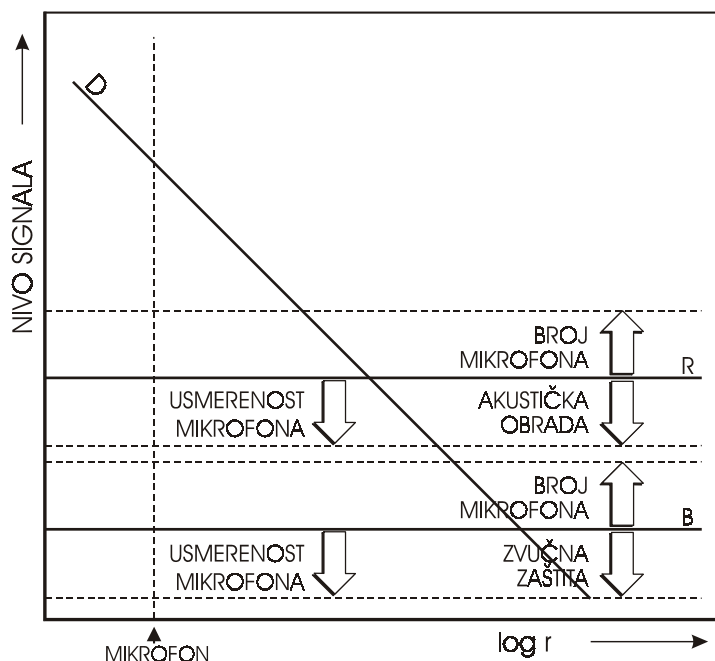 NIVO SIGNALA
D
BROJ
MIKROFONA
R
USMERENOST
MIKROFONA
AKUSTIČKA
OBRADA
BROJ
MIKROFONA
B
USMERENOST
MIKROFONA
ZVUČNA
ZAŠTITA
MIKROFON
log r